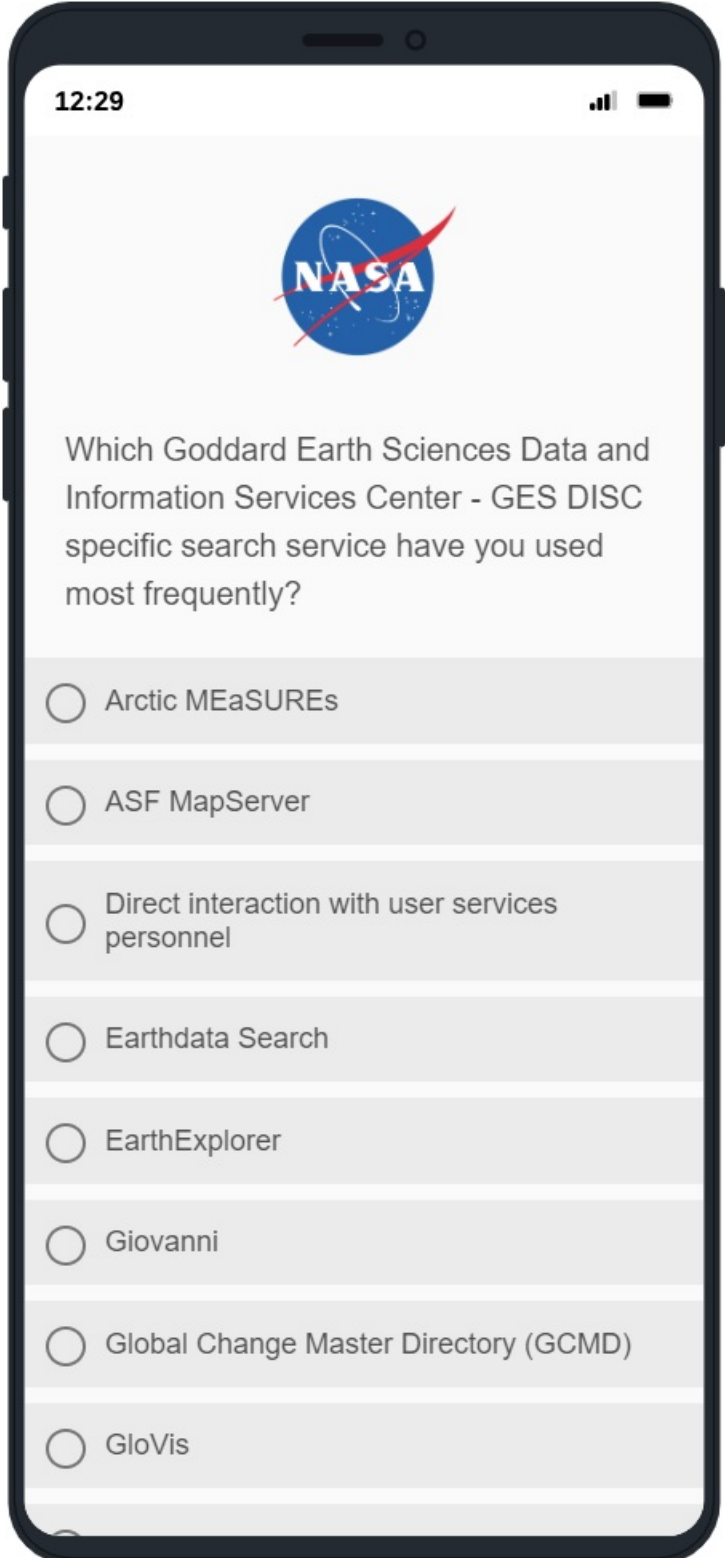 12:29
NASA
Which Goddard Earth Sciences Data and
Information Services Center - GES DISC
specific search service have you used
most frequently?
Arctic MEaSUREs
ASF MapServer
Direct interaction with user services
personnel
Earthdata Search
EarthExplorer
Giovanni
Global Change Master Directory (GCMD)
GloVis